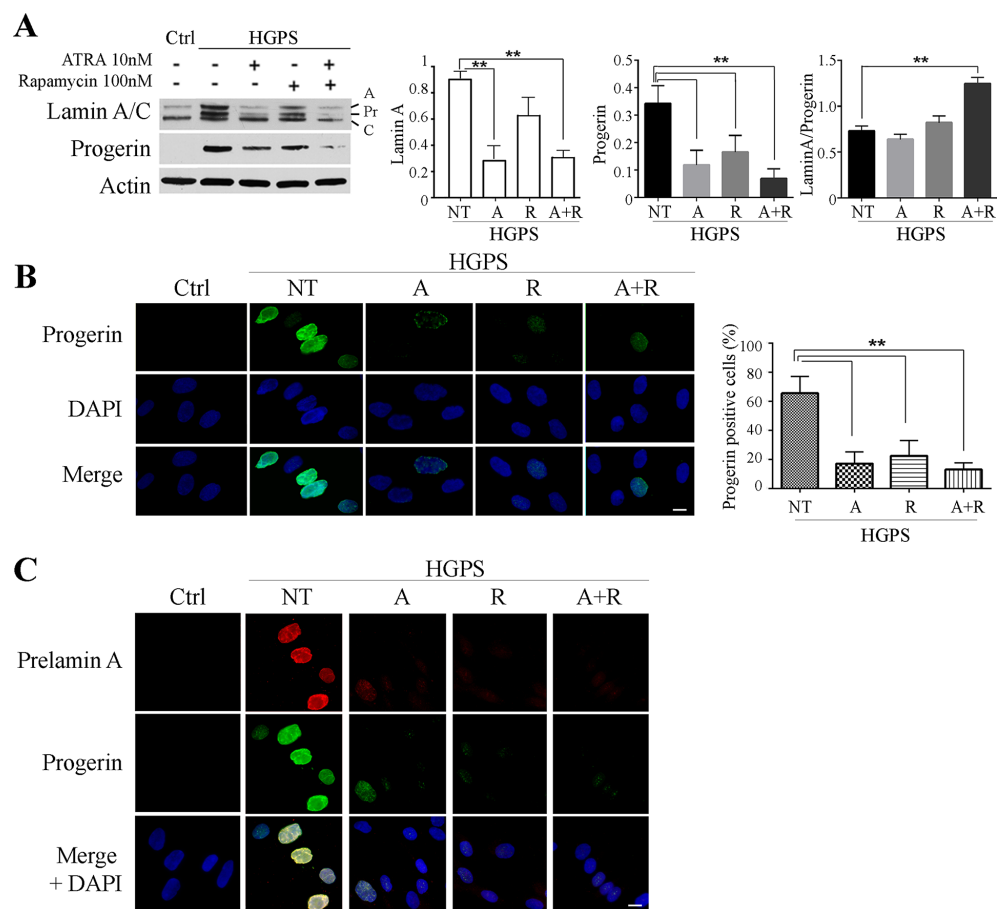 A
Ctrl HGPS
ATRA 10nM - - + - +
Rapamycin 100nM - - - + +
Lamin A/C
A
Pr
C
Progerin
Actin
Lamin A
1
0.8
0.6
0.4
0.2
0
** **
NT A R A+R
HGPS
Progerin
0.5
0.4
0.3
0.2
0.1
0
**
NT A R A+R
HGPS
LaminA/Progerin
1.5
1.0
0.5
0
**
NT A R A+R
HGPS
B
HGPS
Ctrl NT A R A+R
Progerin
DAPI
Merge
Progerin positive cells (%)
100
80
60
40
20
0
**
NT A R A+R
HGPS
C
HGPS
Ctrl NT A R A+R
Prelamin A
Progerin
Merge
+ DAPI